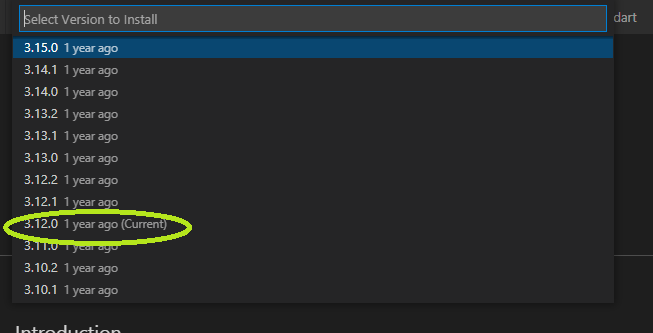 Select Version to Install
dart
3.15.0 1 year ago
3.14.1 1 year ago
3.14.0 1 year ago
3.13.2 1 year ago
3.13.1 1 year ago
3.13.0 1 year ago
3.12.2 1 year ago
3.12.1 1 year ago
3.12.0 1 year ago (Current)
3.11.0 1 year ago
3.10.2 1 year ago
3.10.1 1 year ago
Introduction